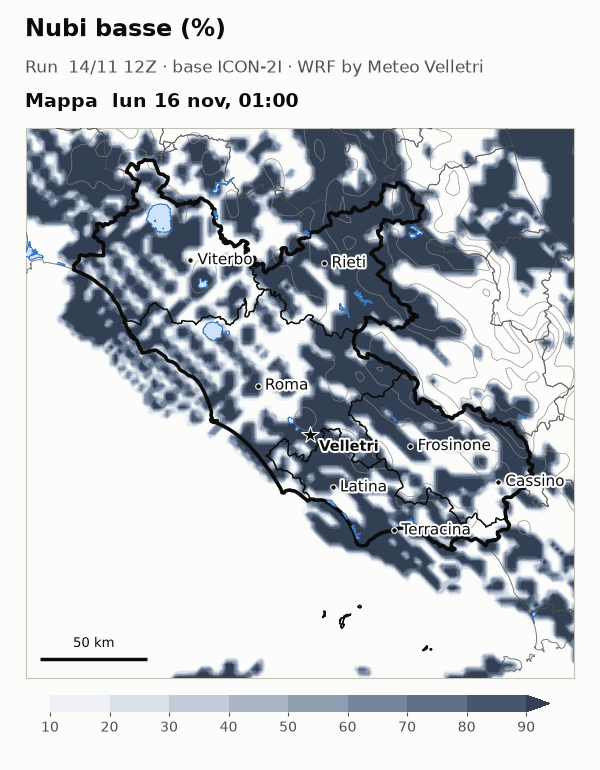 Nubi basse (%)
Run  14/11 12Z · base ICON-2I · WRF by Meteo Velletri
Mappa  lun 16 nov, 01:00
Viterbo
Rieti
Roma
Velletri
Frosinone
Cassino
Latina
Terracina
50 km
10 20 30 40 50 60 70 80 90